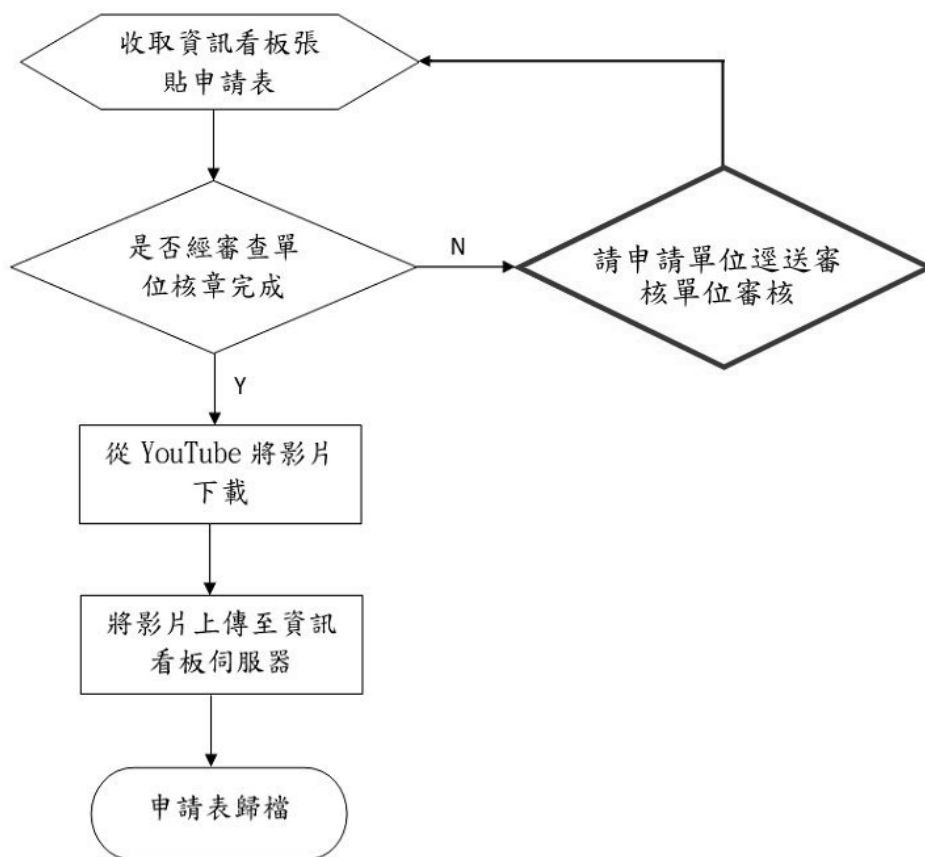 收取資訊看板張
貼申請表
是否經審查單
位核章完成
N
請申請單位逕送審
核單位審核
Y
從 YouTube 將影片
下載
將影片上傳至資訊
看板伺服器
申請表歸檔